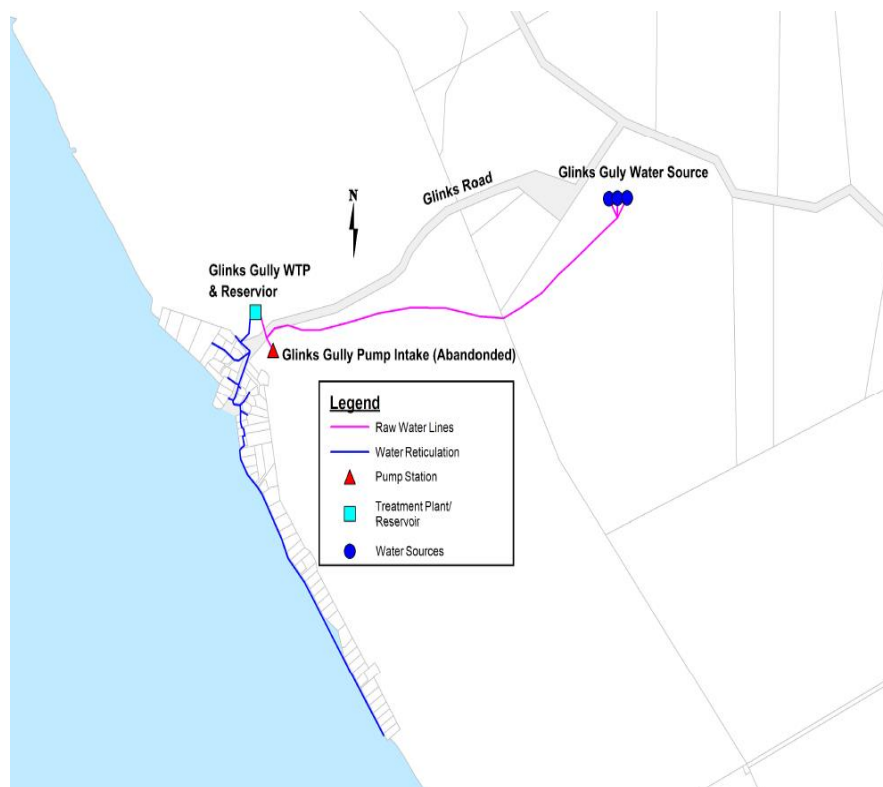 Glinks Guly Water Source
Glinks Road
N
Glinks Gully WTP
& Reservior
Glinks Gully Pump Intake (Abandonded)
Legend
Raw Water Lines
Water Reticulation
Pump Station
Treatment Plant/
Reservoir
Water Sources